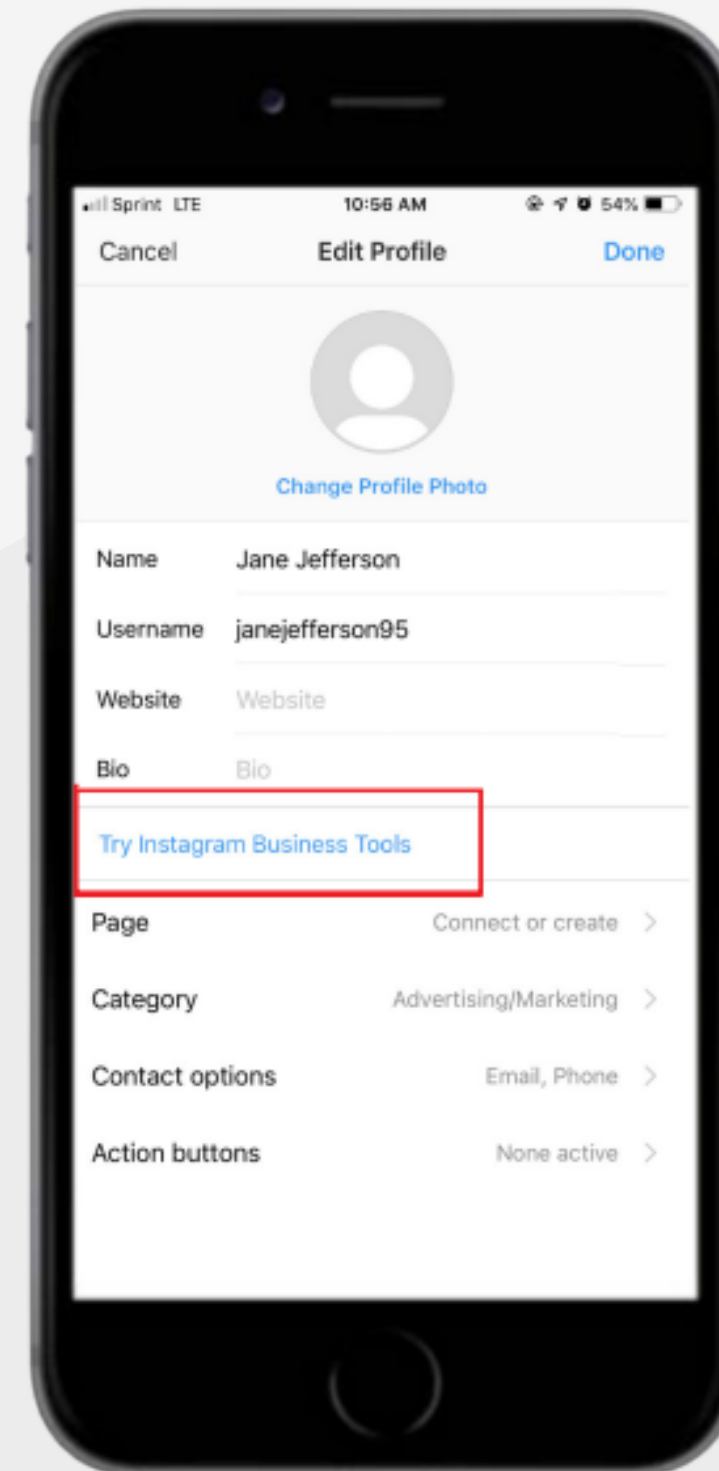 Sprint LTE 10:56 AM 54%
Cancel Edit Profile Done
Change Profile Photo
Name Jane Jefferson
Username janejefferson95
Website Website
Bio Bio
Try Instagram Business Tools
Page Connect or create >
Category Advertising/Marketing >
Contact options Email, Phone >
Action buttons None active >